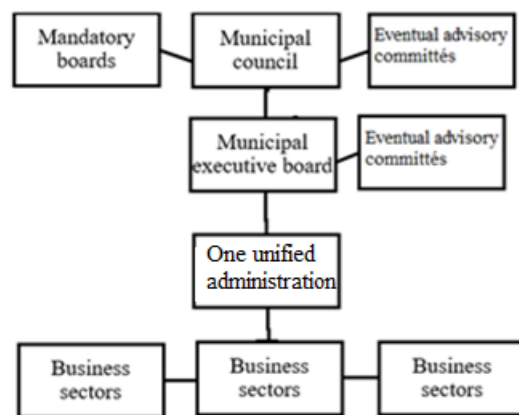 Mandatory
boards
Municipal
council
Eventual advisory
committés
Municipal
executive board
Eventual advisory
committés
One unified
administration
Business
sectors
Business
sectors
Business
sectors